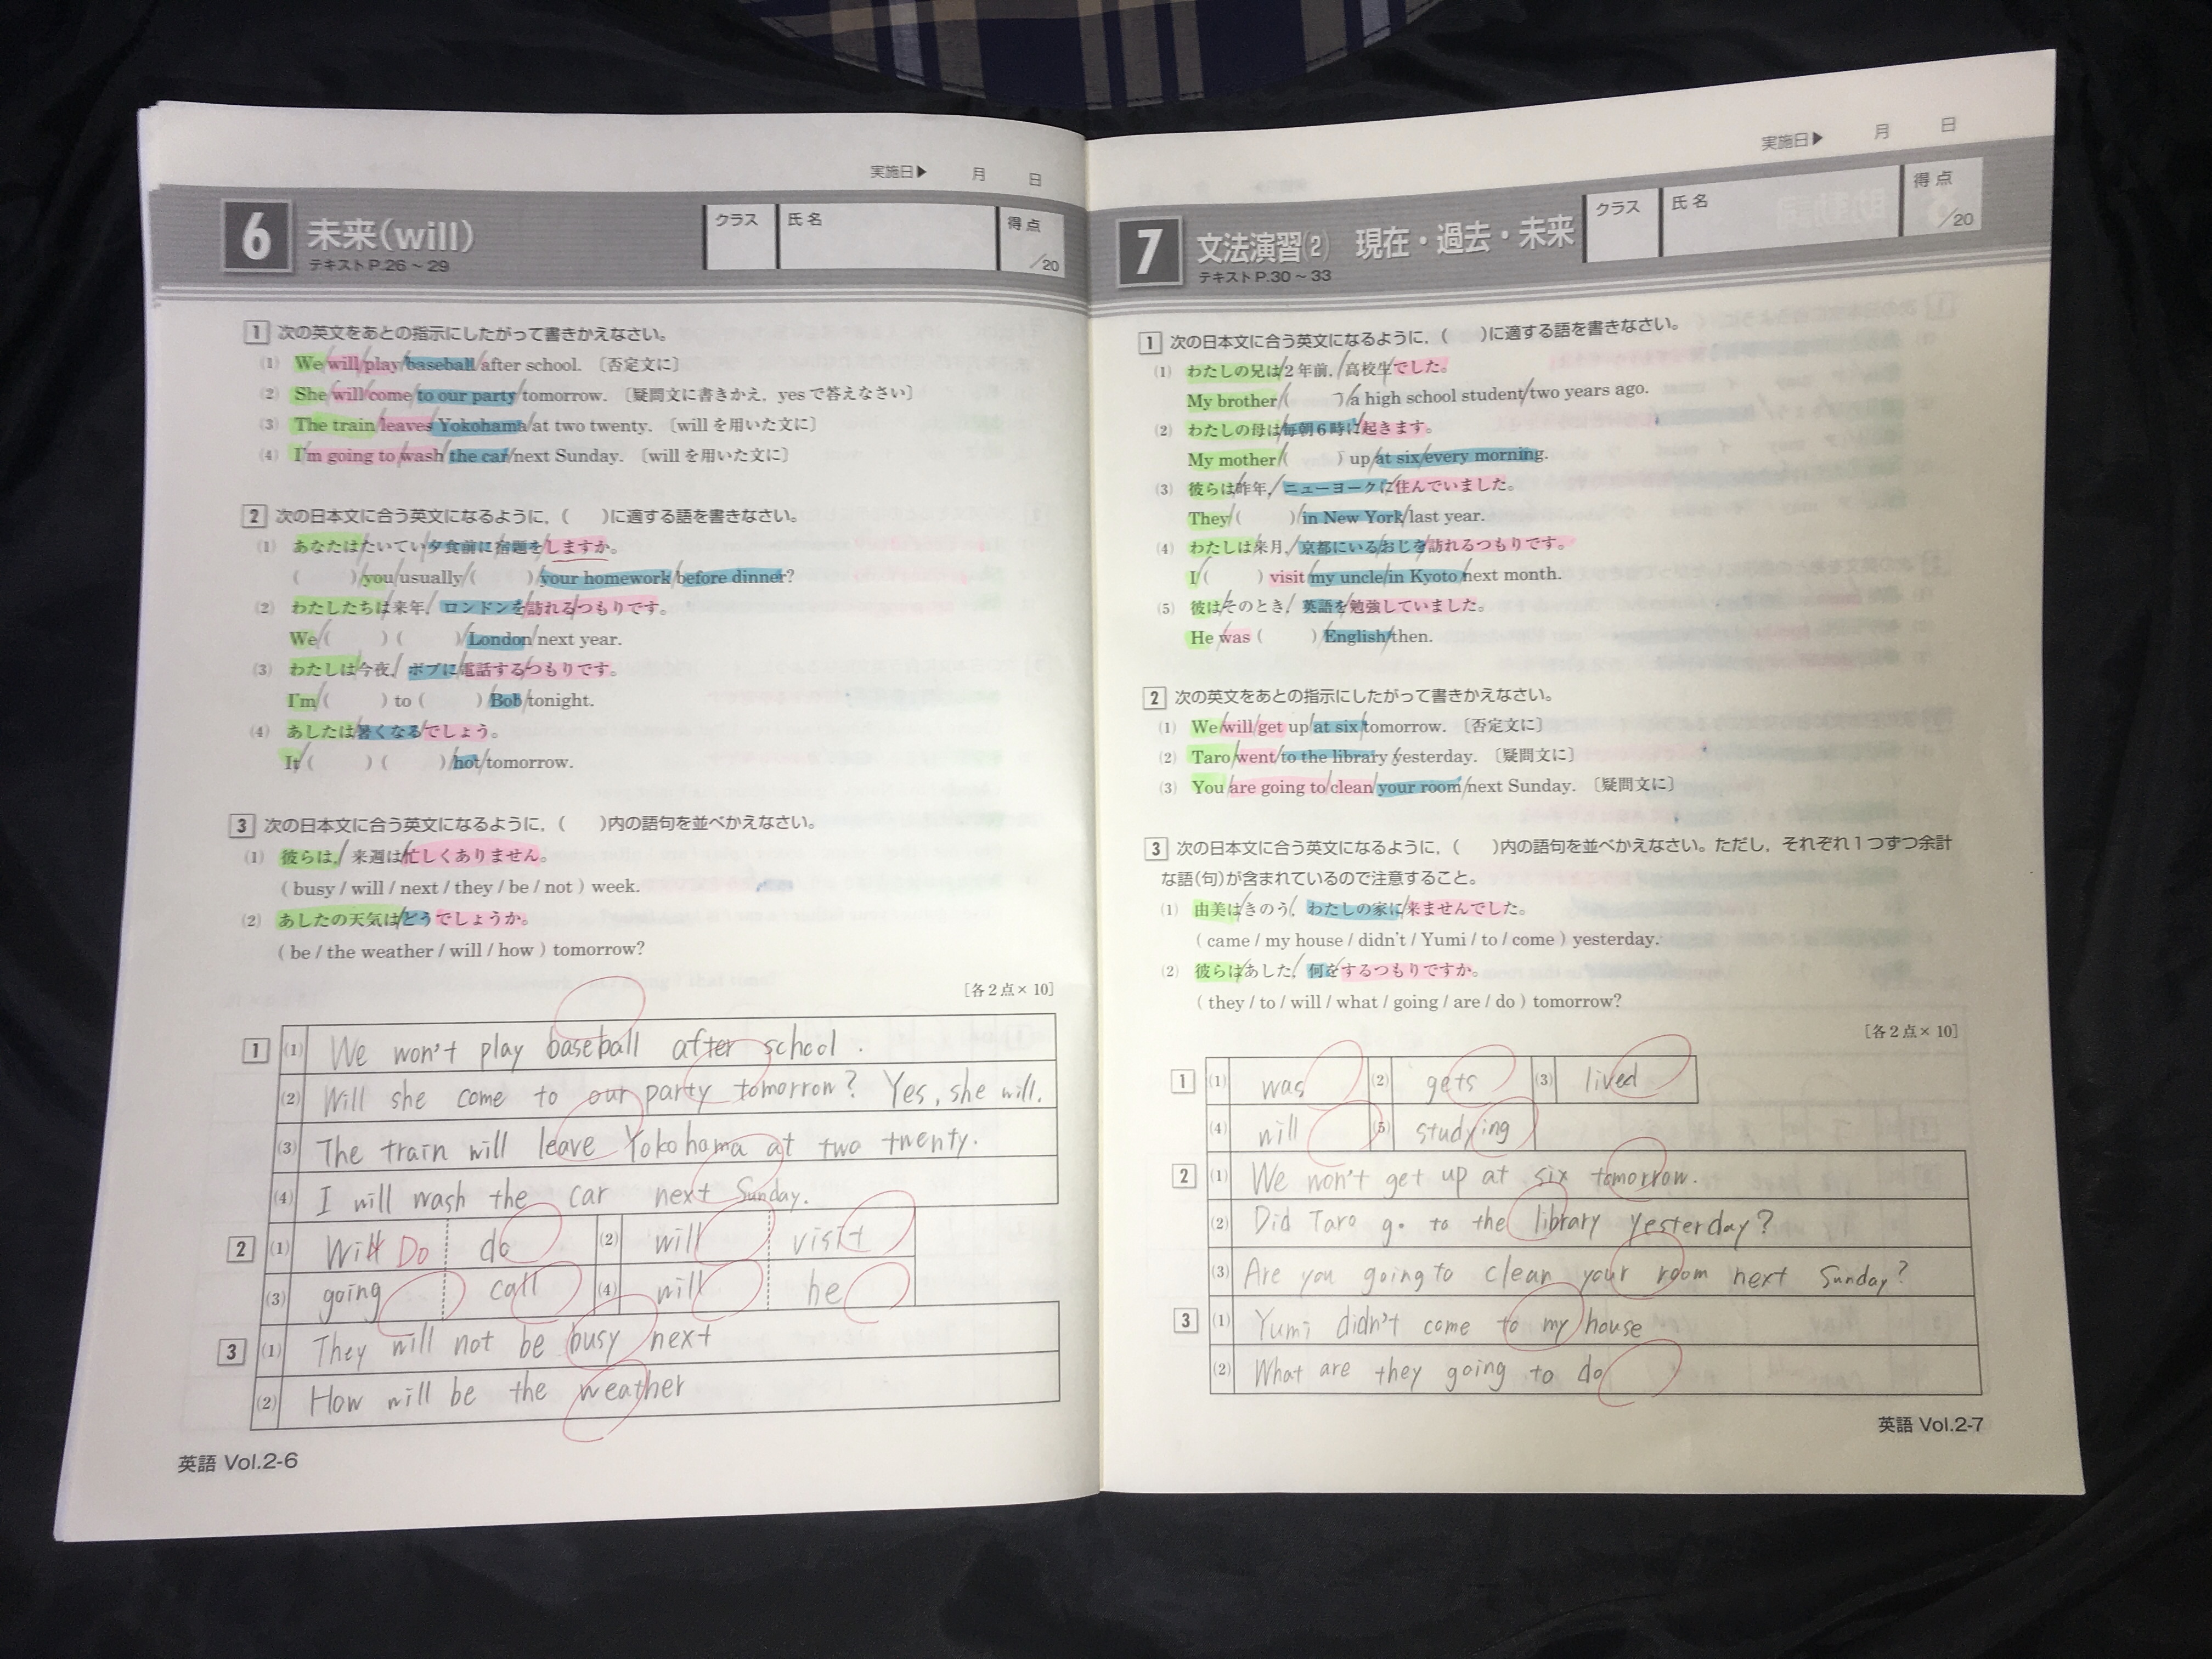 実施日▶ 月 日
6 未来(will)
テキストP.26～29
クラス 氏名 得点 /20
1 次の英文をあとの指示にしたがって書きかえなさい。
(1) We will/play/baseball/after school. 〔否定文に〕
(2) She will/come/to our party/tomorrow. 〔疑問文に書きかえ，yesで答えなさい〕
(3) The train/leaves/Yokohama/at two twenty. 〔willを用いた文に〕
(4) I'm going to/wash/the car/next Sunday. 〔willを用いた文に〕
2 次の日本文に合う英文になるように，( )に適する語を書きなさい。
(1) あなたは/たいてい/夕食前に/宿題を/しますか。
( )/you/usually/( )/your homework/before dinner?
(2) わたしたちは/来年，/ロンドンを/訪れる/つもりです。
We/( ) ( )/London/next year.
(3) わたしは/今夜，/ボブに/電話する/つもりです。
I'm/( ) to ( )/Bob/tonight.
(4) あしたは/暑くなる/でしょう。
It/( ) ( )/hot/tomorrow.
3 次の日本文に合う英文になるように，( )内の語句を並べかえなさい。
(1) 彼らは，/来週は/忙しくありません。
( busy / will / next / they / be / not ) week.
(2) あしたの天気は/どうでしょうか。
( be / the weather / will / how ) tomorrow?
[各2点×10]
1 (1) We won't play baseball after school.
(2) Will she come to our party tomorrow? Yes, she will.
(3) The train will leave Yokohama at two twenty.
(4) I will wash the car next Sunday.
2 (1) Will Do do (2) will visit
(3) going call (4) will be
3 (1) They will not be busy next
(2) How will be the weather
英語 Vol.2-6
実施日▶ 月 日
7 文法演習(2) 現在・過去・未来
テキストP.30～33
クラス 氏名 得点 /20
1 次の日本文に合う英文になるように，( )に適する語を書きなさい。
(1) わたしの兄は/2年前，/高校生/でした。
My brother/( )/a high school student/two years ago.
(2) わたしの母は/毎朝6時に/起きます。
My mother/( ) up/at six/every morning.
(3) 彼らは/昨年，/ニューヨークに/住んでいました。
They/( )/in New York/last year.
(4) わたしは/来月，/京都にいる/おじを/訪れるつもりです。
I/( ) visit/my uncle/in Kyoto/next month.
(5) 彼は/そのとき，/英語を/勉強していました。
He was ( )/English/then.
2 次の英文をあとの指示にしたがって書きかえなさい。
(1) We/will/get up/at six/tomorrow. 〔否定文に〕
(2) Taro/went/to the library/yesterday. 〔疑問文に〕
(3) You/are going to/clean/your room/next Sunday. 〔疑問文に〕
3 次の日本文に合う英文になるように，( )内の語句を並べかえなさい。ただし，それぞれ1つずつ余計
な語(句)が含まれているので注意すること。
(1) 由美は/きのう，/わたしの家に/来ませんでした。
( came / my house / didn't / Yumi / to / come ) yesterday.
(2) 彼らは/あした，/何を/するつもりですか。
( they / to / will / what / going / are / do ) tomorrow?
[各2点×10]
1 (1) was (2) gets (3) lived
(4) will (5) studying
2 (1) We won't get up at six tomorrow.
(2) Did Taro go to the library yesterday?
(3) Are you going to clean your room next Sunday?
3 (1) Yumi didn't come to my house
(2) What are they going to do
英語 Vol.2-7